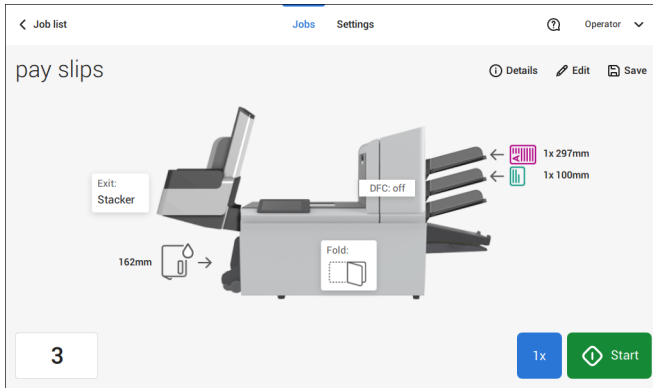 Job list
Jobs
Settings
Operator
pay slips
Details
Edit
Save
1x 297mm
DFC: off
1x 100mm
Exit:
Stacker
Fold:
162mm
3
1x
Start